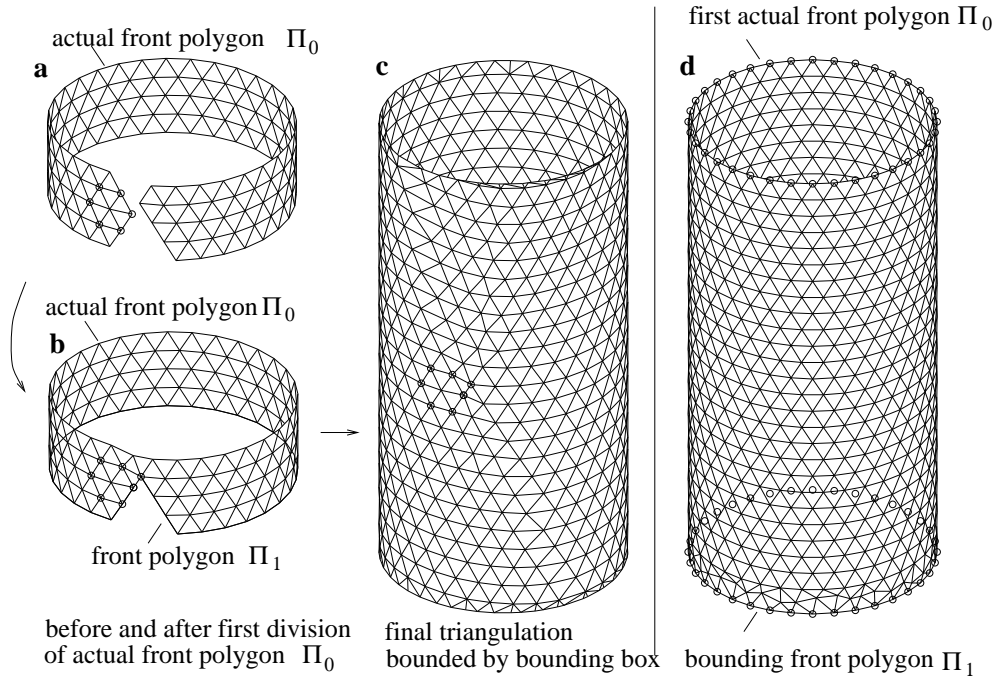 actual front polygon Π0
a
actual front polygon Π0
b
front polygon Π1
before and after first division
of actual front polygon Π0
c
final triangulation
bounded by bounding box
first actual front polygon Π0
d
bounding front polygon Π1